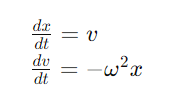 dx/dt = v
dv/dt = −ω²x